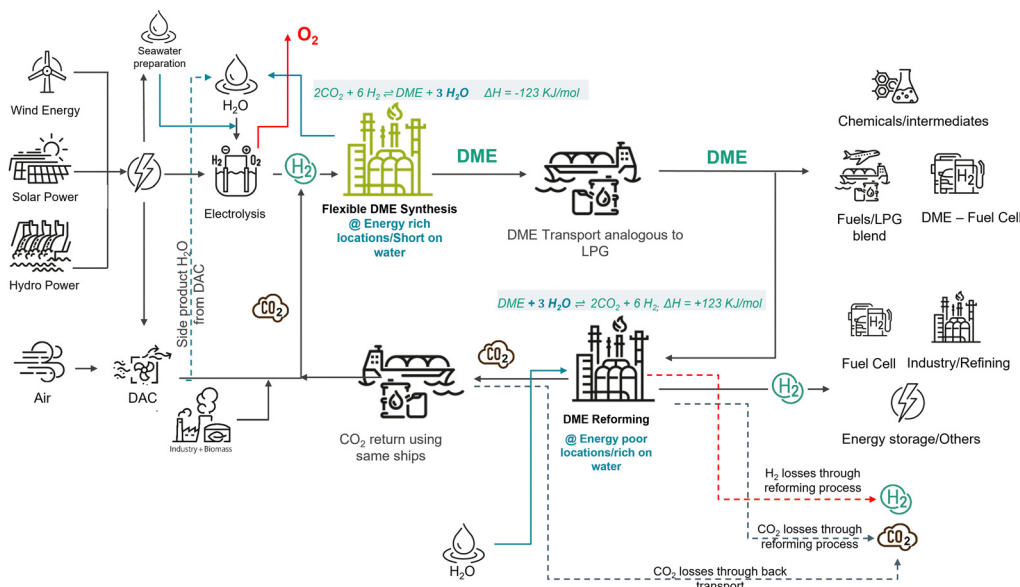 Seawater
preparation
O₂
H₂O
2CO₂ + 6 H₂ ⇌ DME + 3 H₂O ΔH = -123 KJ/mol
Wind Energy
Chemicals/intermediates
H₂ O₂
H₂
DME
DME
H₂
Solar Power
Electrolysis
Flexible DME Synthesis
@ Energy rich
locations/Short on
water
DME Transport analogous to
LPG
Fuels/LPG
blend
DME – Fuel Cell
Hydro Power
Side product H₂O
from DAC
CO₂
DME + 3 H₂O ⇌ 2CO₂ + 6 H₂, ΔH = +123 KJ/mol
CO₂
H₂
Fuel Cell
Industry/Refining
Air
DAC
H₂
Industry+Biomass
CO₂ return using
same ships
DME Reforming
@ Energy poor
locations/rich on
water
Energy storage/Others
H₂ losses through
reforming process
H₂
CO₂ losses through
reforming process
CO₂
H₂O
CO₂ losses through back
transport